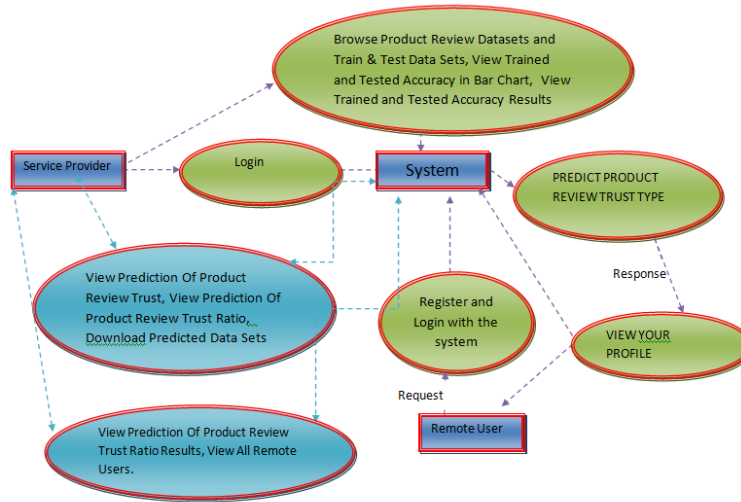 Browse Product Review Datasets and
Train & Test Data Sets, View Trained
and Tested Accuracy in Bar Chart, View
Trained and Tested Accuracy Results
Service Provider
Login
System
PREDICT PRODUCT
REVIEW TRUST TYPE
View Prediction Of Product
Review Trust, View Prediction Of
Product Review Trust Ratio,
Download Predicted Data Sets
Response
Register and
Login with the
system
VIEW YOUR
PROFILE
Request
Remote User
View Prediction Of Product Review
Trust Ratio Results, View All Remote
Users.